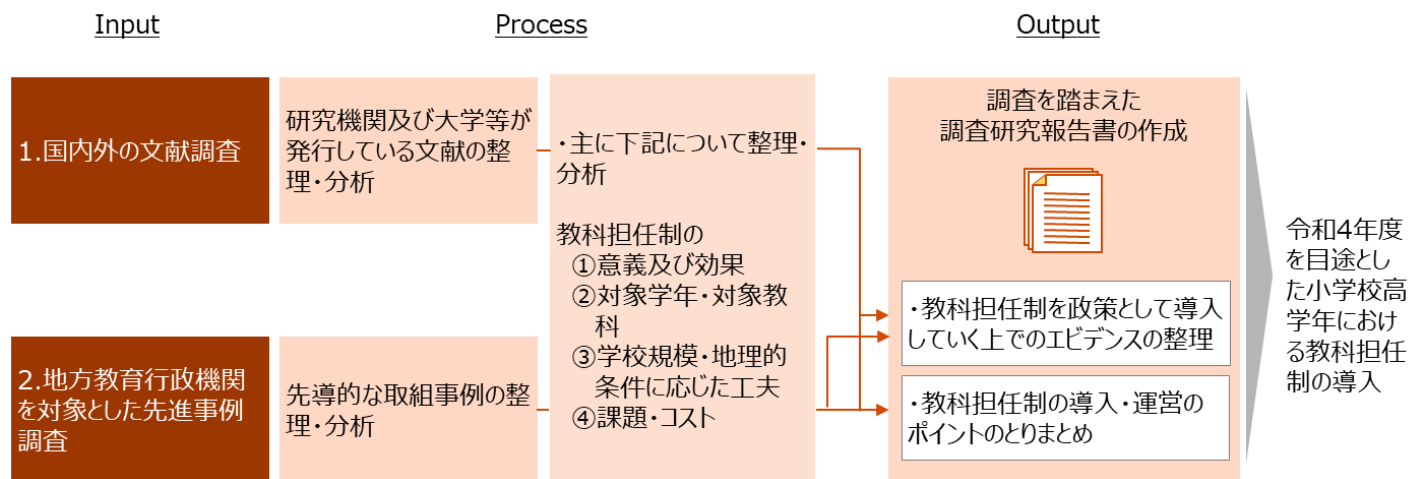 Input
Process
Output
1.国内外の文献調査
研究機関及び大学等が
発行している文献の整
理・分析
・主に下記について整理・
分析
教科担任制の
①意義及び効果
②対象学年・対象教
科
③学校規模・地理的
条件に応じた工夫
④課題・コスト
2.地方教育行政機関
を対象とした先進事例
調査
先導的な取組事例の整
理・分析
調査を踏まえた
調査研究報告書の作成
・教科担任制を政策として導入
していく上でのエビデンスの整理
・教科担任制の導入・運営の
ポイントのとりまとめ
令和4年度
を目途とし
た小学校高
学年におけ
る教科担任
制の導入